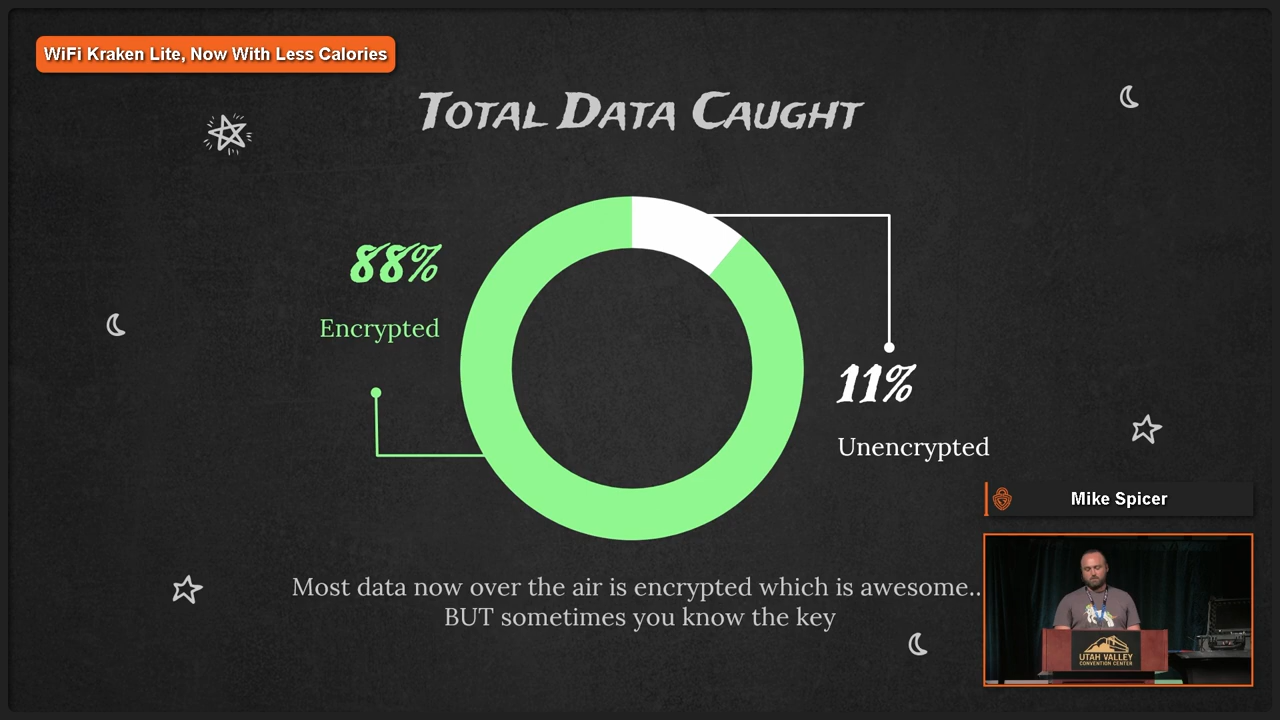 WiFi Kraken Lite, Now With Less Calories
Total Data Caught
88%
Encrypted
11%
Unencrypted
Mike Spicer
Most data now over the air is encrypted which is awesome..
BUT sometimes you know the key
UTAH VALLEY
CONVENTION CENTER